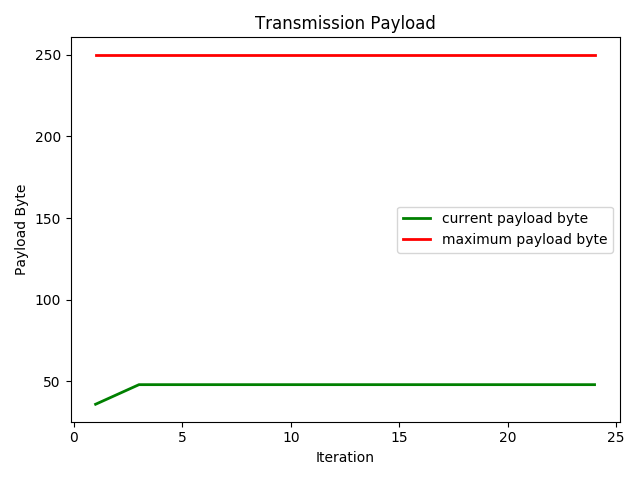 Transmission Payload
250
200
150
100
50
Payload Byte
current payload byte
maximum payload byte
0 5 10 15 20 25
Iteration